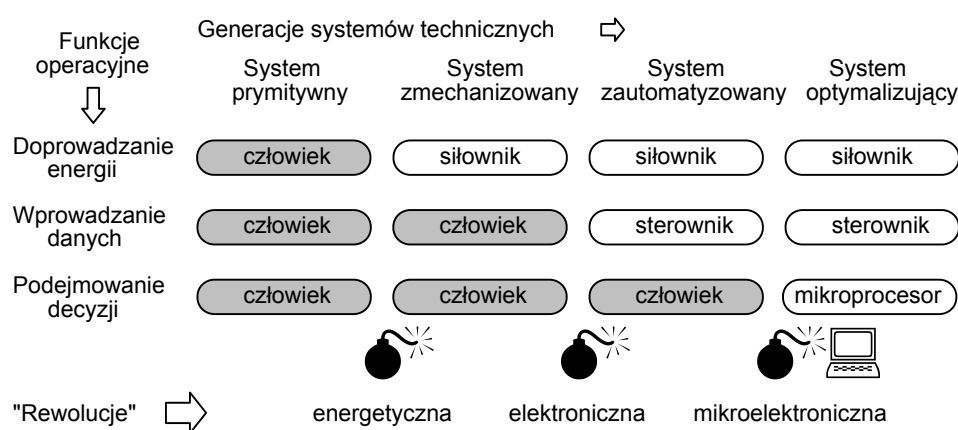 Funkcje
operacyjne
Generacje systemów technicznych
System
prymitywny
System
zmechanizowany
System
zautomatyzowany
System
optymalizujący
Doprowadzanie
energii
człowiek
siłownik
siłownik
siłownik
Wprowadzanie
danych
człowiek
człowiek
sterownik
sterownik
Podejmowanie
decyzji
człowiek
człowiek
człowiek
mikroprocesor
"Rewolucje"
energetyczna
elektroniczna
mikroelektroniczna